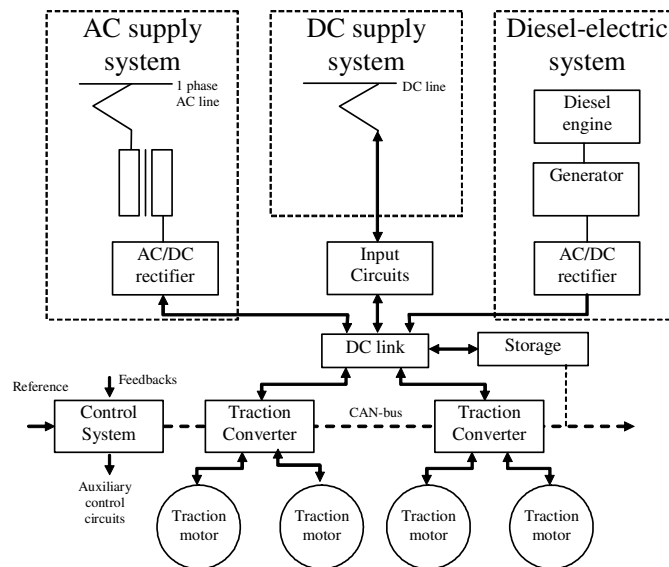 AC supply
system
DC supply
system
Diesel-electric
system
1 phase
AC line
DC line
Diesel
engine
Generator
AC/DC
rectifier
Input
Circuits
AC/DC
rectifier
DC link
Storage
Reference
Feedbacks
Control
System
Traction
Converter
CAN-bus
Traction
Converter
Auxiliary
control
circuits
Traction
motor
Traction
motor
Traction
motor
Traction
motor